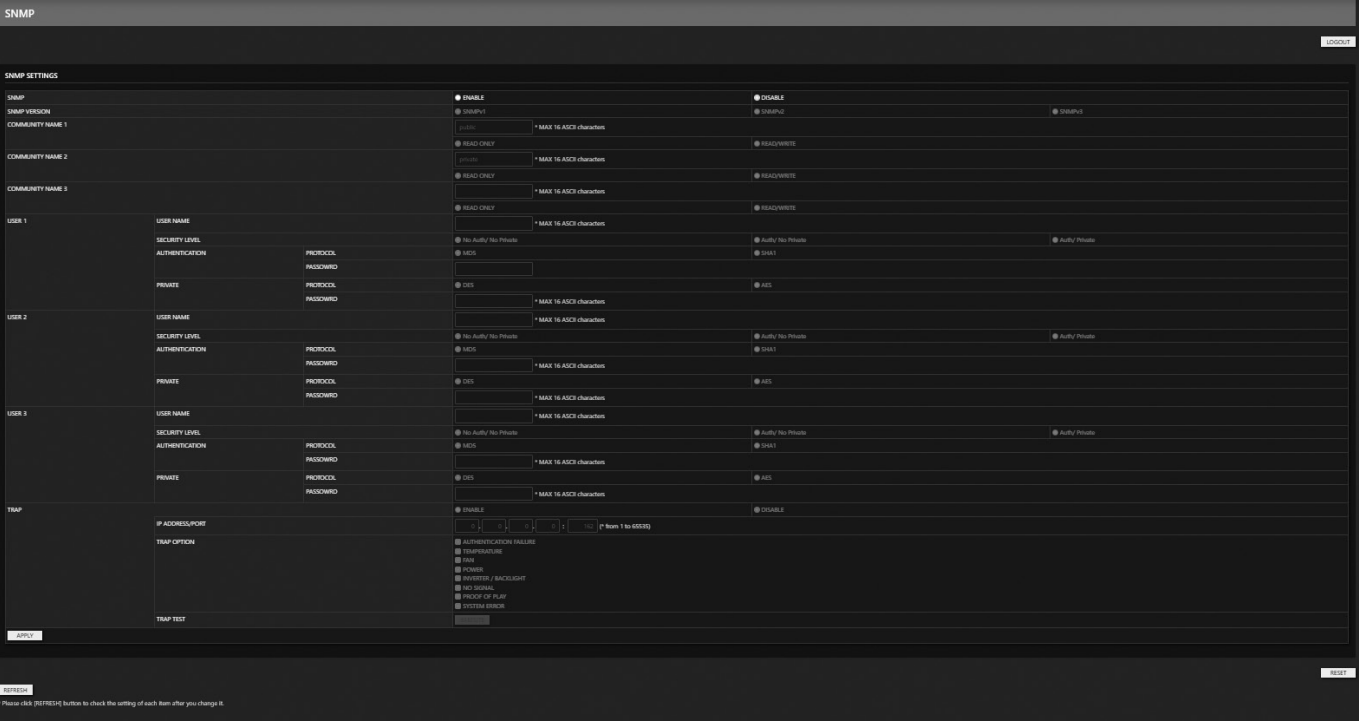 SNMP
LOGOUT
SNMP SETTINGS
SNMP ENABLE DISABLE
SNMP VERSION SNMPv1 SNMPv2 SNMPv3
COMMUNITY NAME 1 public * MAX 16 ASCII characters
READ ONLY READ/WRITE
COMMUNITY NAME 2 private * MAX 16 ASCII characters
READ ONLY READ/WRITE
COMMUNITY NAME 3 * MAX 16 ASCII characters
READ ONLY READ/WRITE
USER 1 USER NAME * MAX 16 ASCII characters
SECURITY LEVEL No Auth/ No Private Auth/ No Private Auth/ Private
AUTHENTICATION PROTOCOL MD5 SHA1
PASSOWRD
PRIVATE PROTOCOL DES AES
PASSOWRD * MAX 16 ASCII characters
USER 2 USER NAME * MAX 16 ASCII characters
SECURITY LEVEL No Auth/ No Private Auth/ No Private Auth/ Private
AUTHENTICATION PROTOCOL MD5 SHA1
PASSOWRD * MAX 16 ASCII characters
PRIVATE PROTOCOL DES AES
PASSOWRD * MAX 16 ASCII characters
USER 3 USER NAME * MAX 16 ASCII characters
SECURITY LEVEL No Auth/ No Private Auth/ No Private Auth/ Private
AUTHENTICATION PROTOCOL MD5 SHA1
PASSOWRD * MAX 16 ASCII characters
PRIVATE PROTOCOL DES AES
PASSOWRD * MAX 16 ASCII characters
TRAP ENABLE DISABLE
IP ADDRESS/PORT 0 . 0 . 0 . 0 : 162 (* from 1 to 65535)
TRAP OPTION AUTHENTICATION FAILURE
TEMPERATURE
FAN
POWER
INVERTER / BACKLIGHT
NO SIGNAL
PROOF OF PLAY
SYSTEM ERROR
TRAP TEST
APPLY
RESET
REFRESH
* Please click [REFRESH] button to check the setting of each item after you change it.